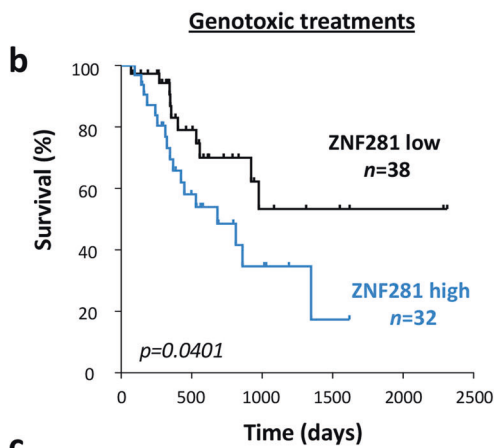 Genotoxic treatments
b
100
80
60
40
20
0
Survival (%)
ZNF281 low
n=38
ZNF281 high
n=32
p=0.0401
0 500 1000 1500 2000 2500
Time (days)